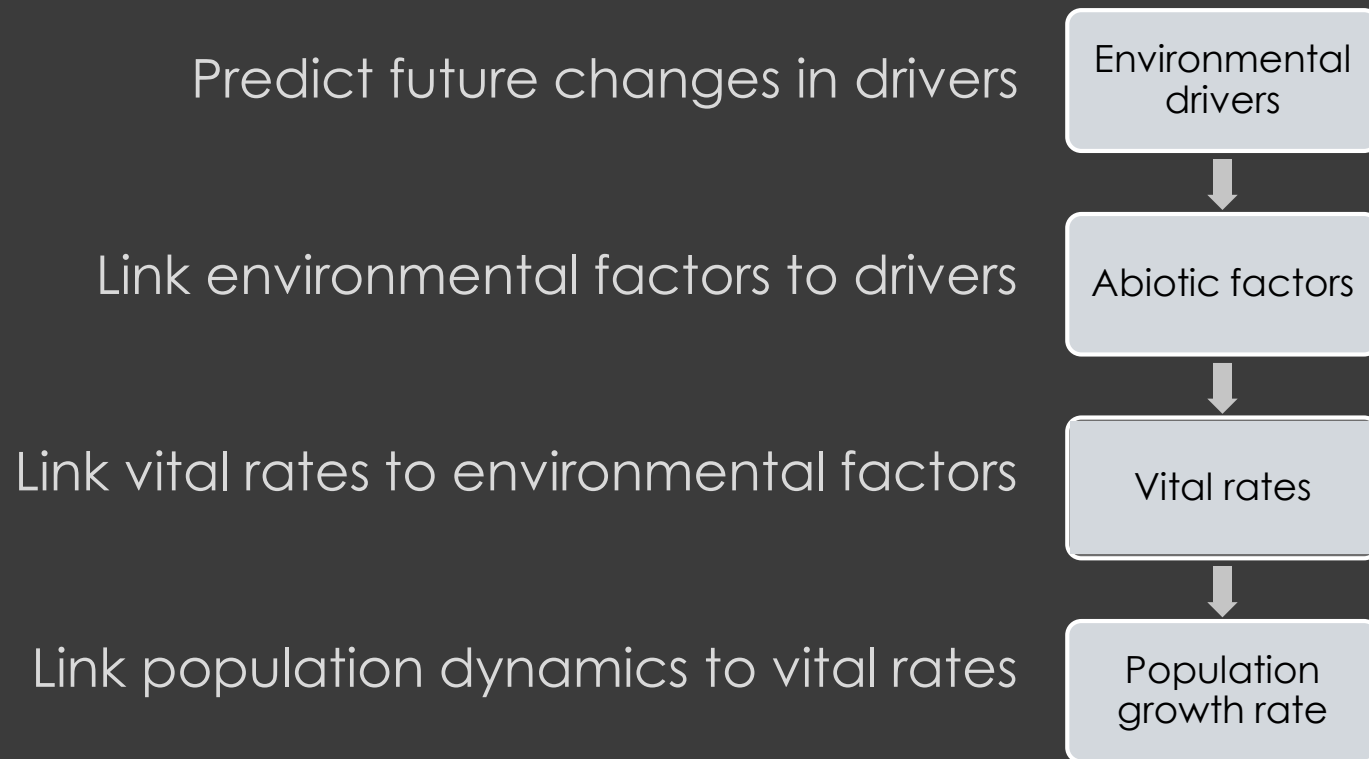 Predict future changes in drivers
Environmental
drivers
Link environmental factors to drivers
Abiotic factors
Link vital rates to environmental factors
Vital rates
Link population dynamics to vital rates
Population
growth rate